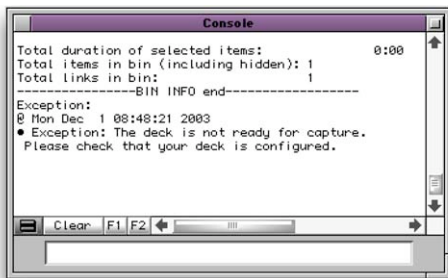 Console
Total duration of selected items: 0:00
Total items in bin (including hidden): 1
Total links in bin: 1
----------------BIN INFO end------------------
Exception:
@ Mon Dec 1 08:48:21 2003
• Exception: The deck is not ready for capture.
Please check that your deck is configured.
Clear F1 F2